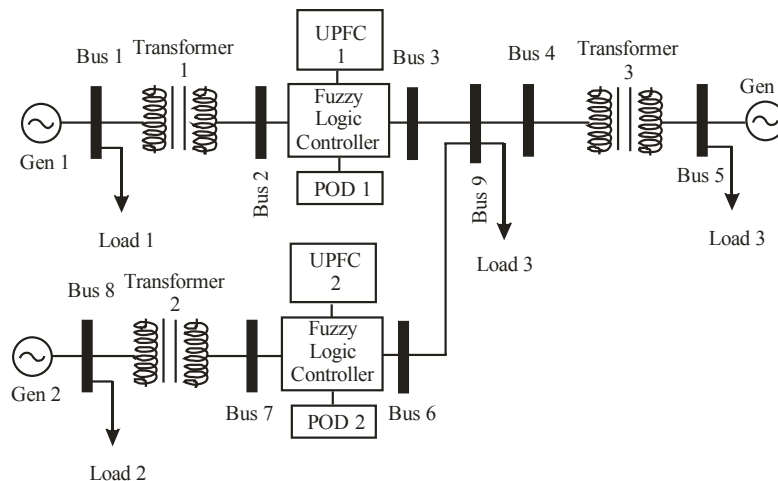 UPFC
1
Bus 1
Transformer
1
Bus 3
Bus 4
Transformer
3
Fuzzy
Logic
Controller
Gen
Gen 1
Bus 2
POD 1
Bus 9
Bus 5
Load 1
Load 3
Load 3
UPFC
2
Bus 8
Transformer
2
Fuzzy
Logic
Controller
Gen 2
Bus 7
POD 2
Bus 6
Load 2